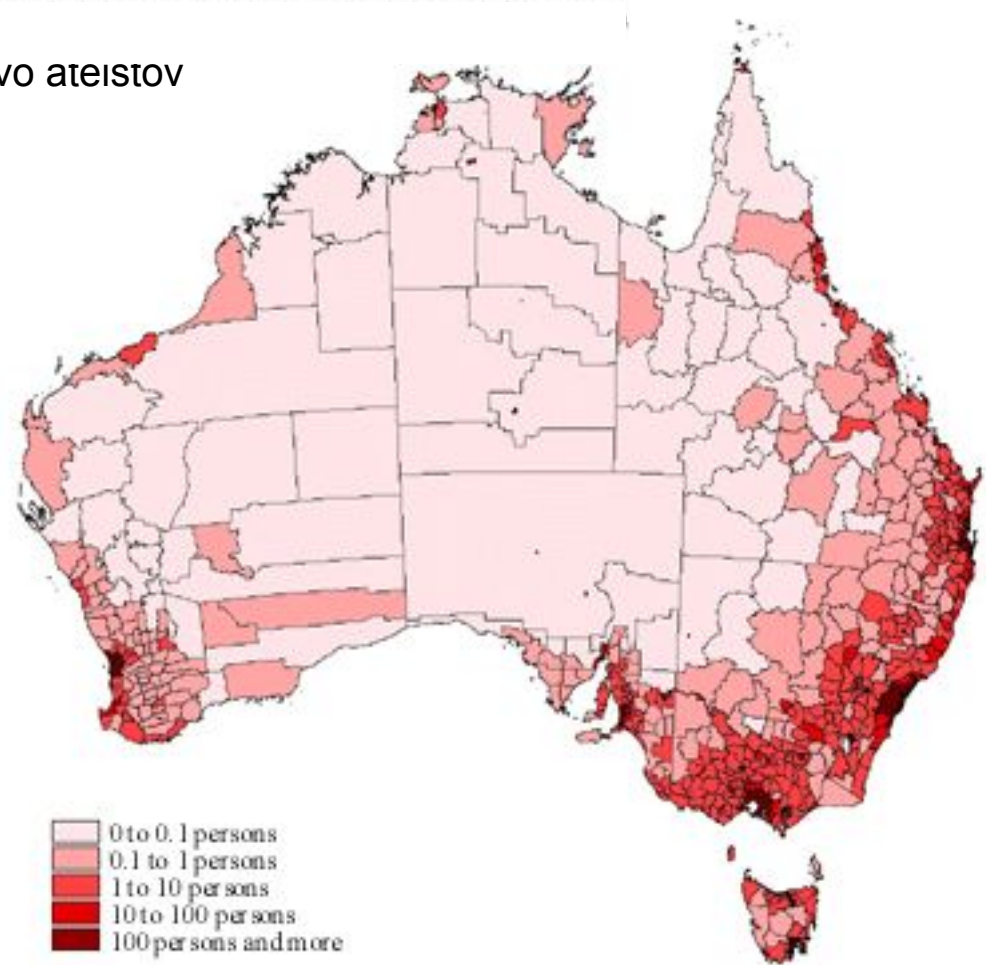 vo ateistov
0 to 0.1 persons
0.1 to 1 persons
1 to 10 persons
10 to 100 persons
100 persons and more